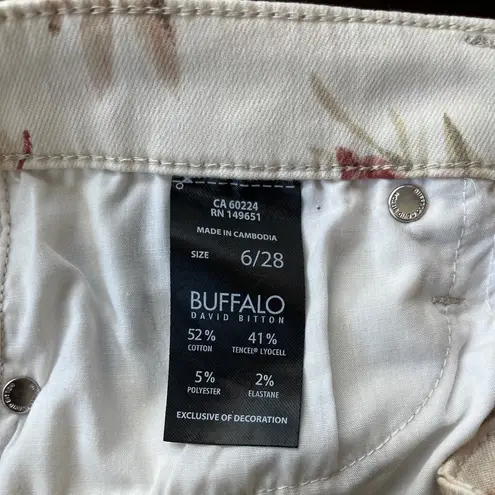 CA 60224
RN 149651
MADE IN CAMBODIA
SIZE 6/28
BUFFALO
DAVID BITTON
52% 41%
COTTON TENCEL® LYOCELL
5% 2%
POLYESTER ELASTANE
EXCLUSIVE OF DECORATION